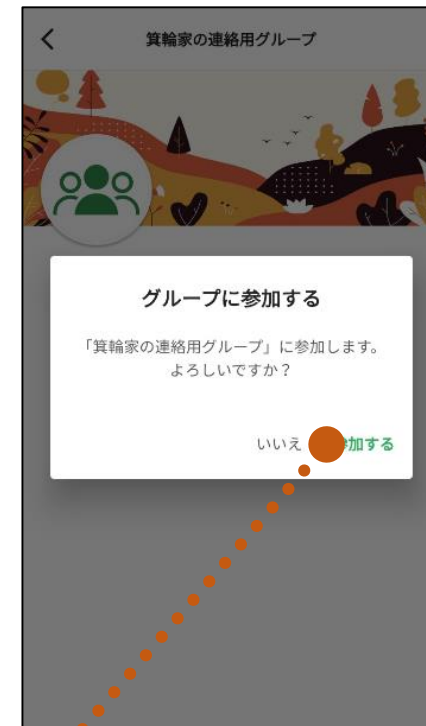 箕輪家の連絡用グループ
グループに参加する
「箕輪家の連絡用グループ」に参加します。
よろしいですか？
いいえ 参加する